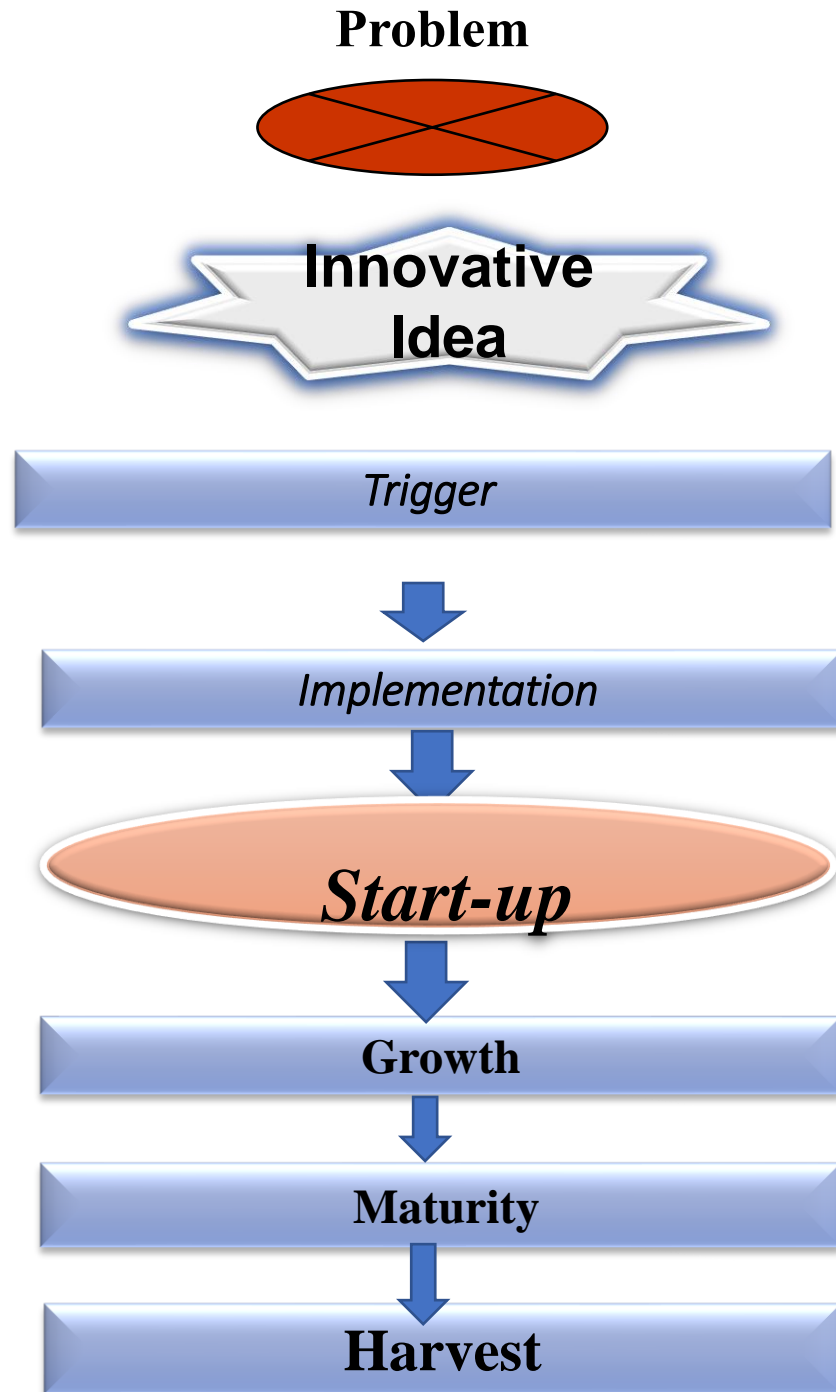 Problem
Innovative
Idea
Trigger
Implementation
Start-up
Growth
Maturity
Harvest